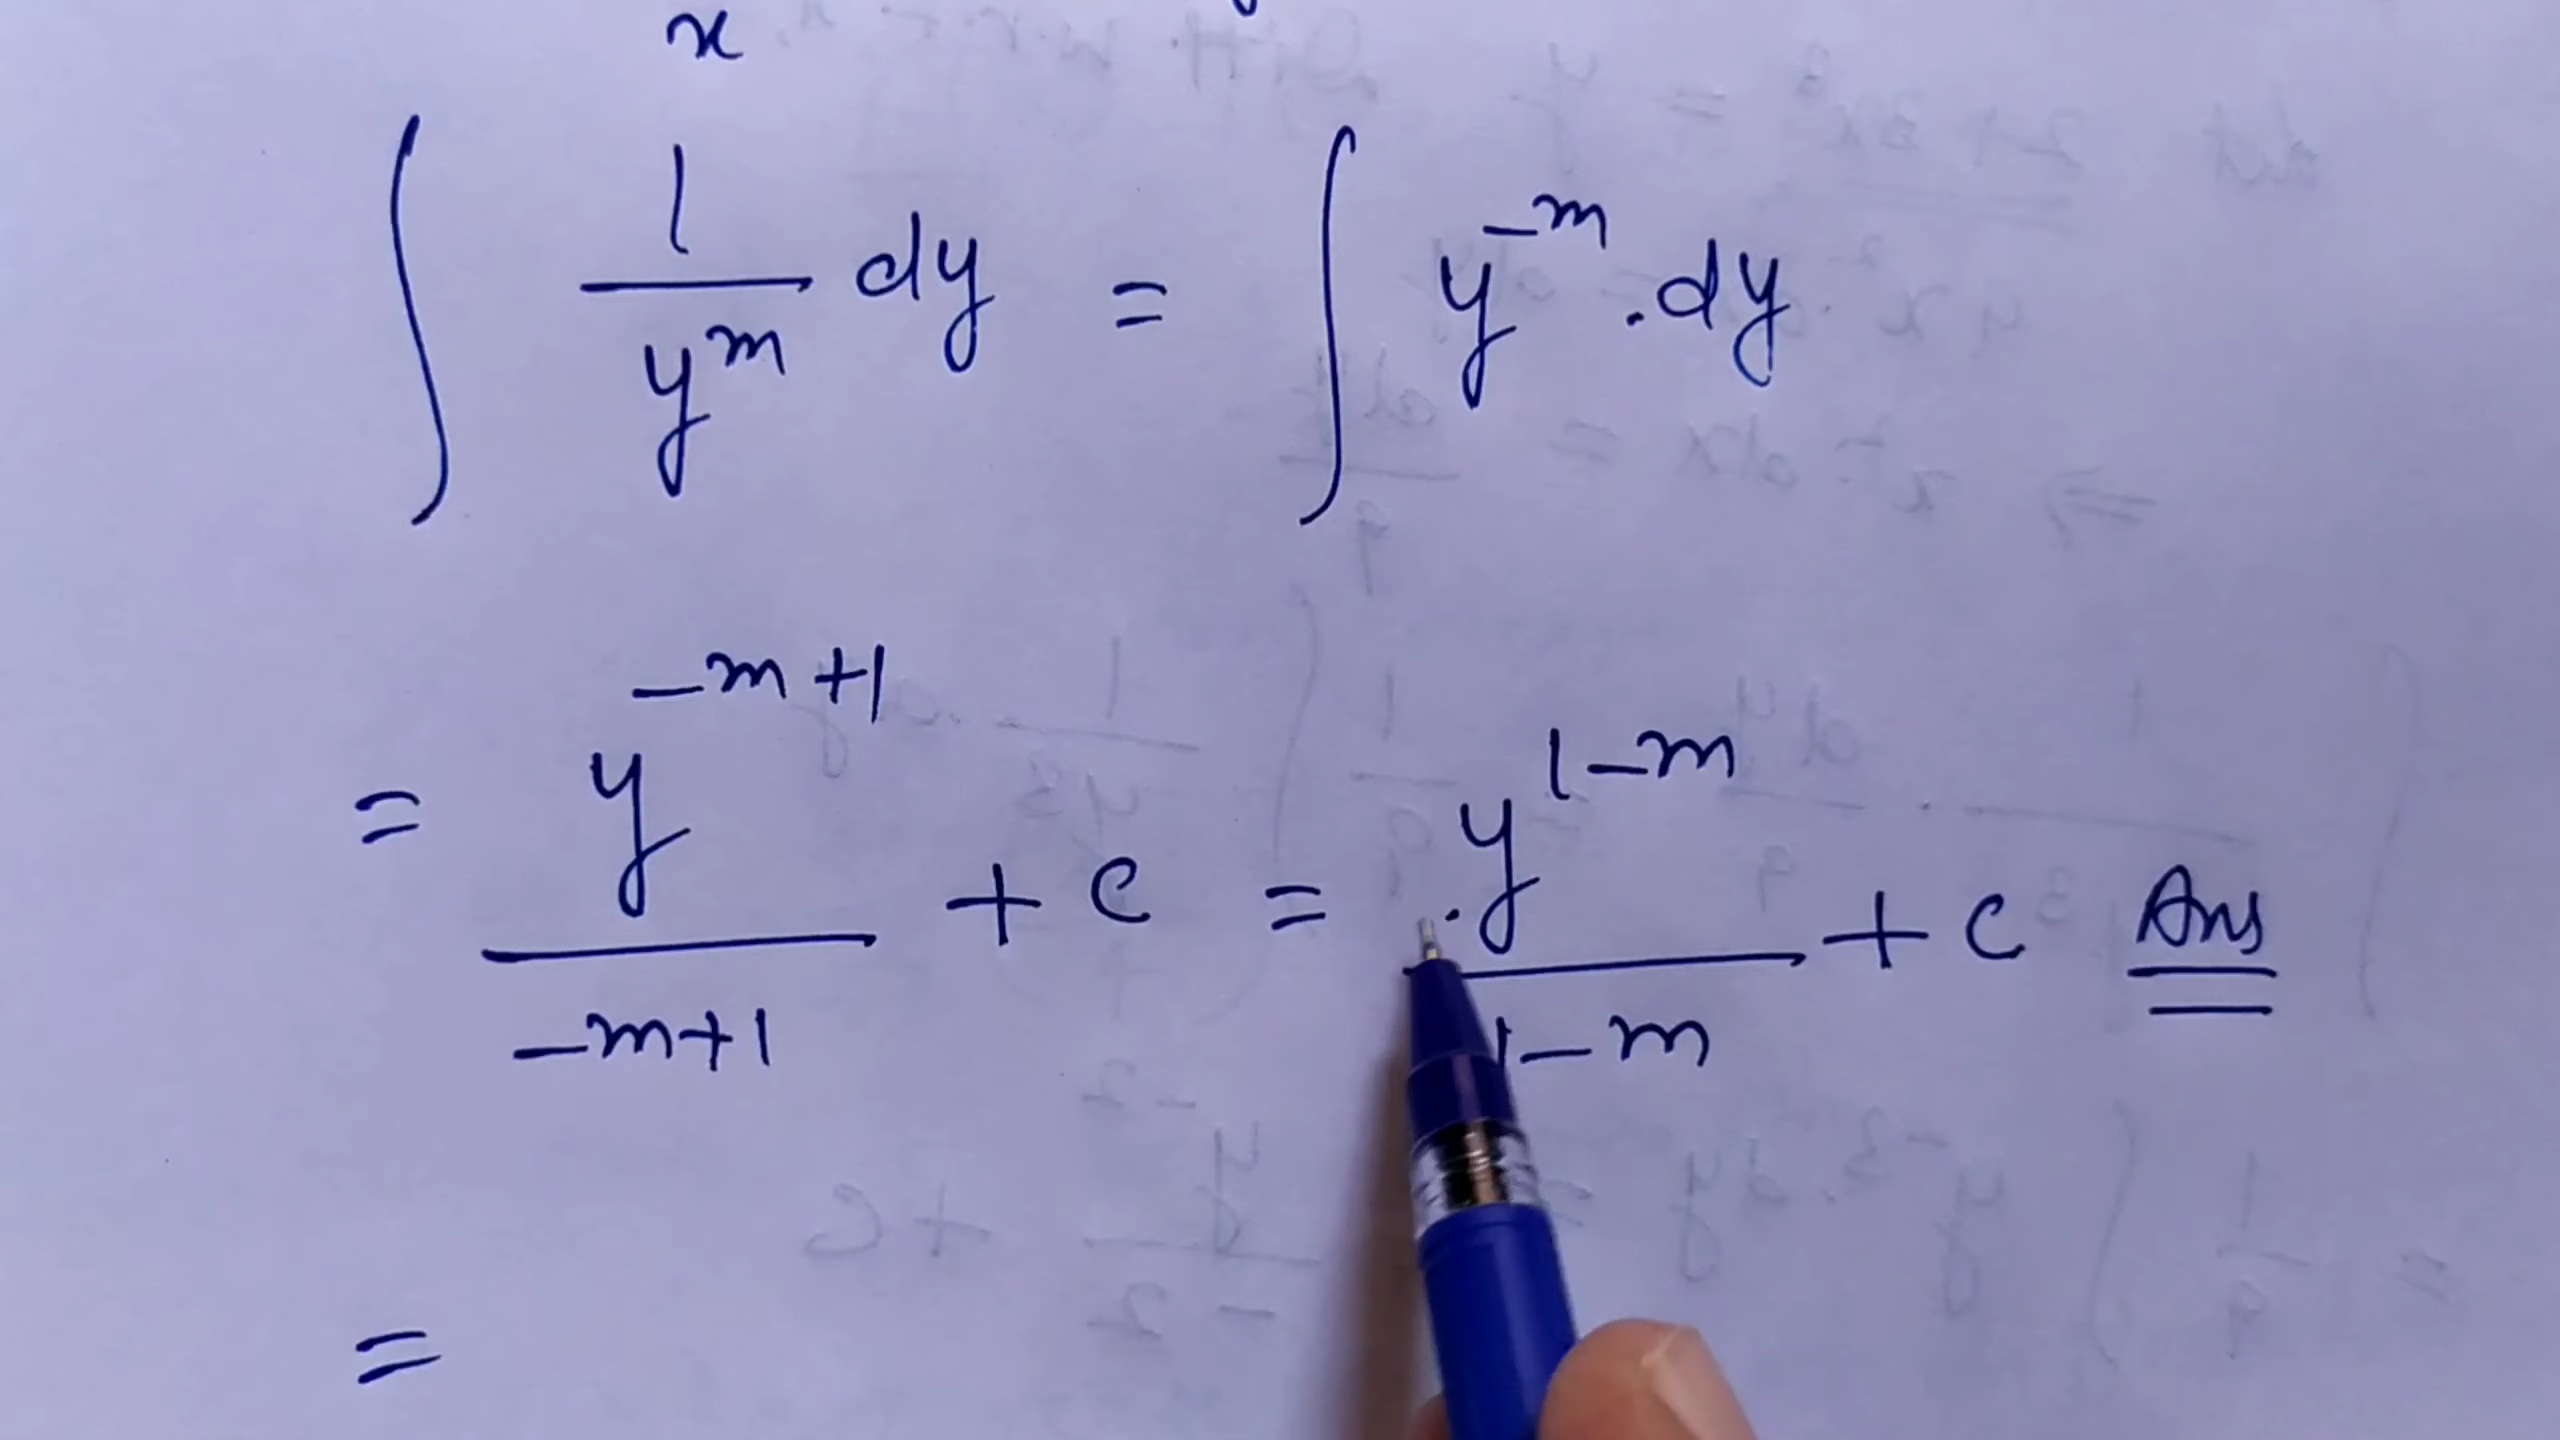 x
∫ 1/y^m dy = ∫ y^-m . dy
= y^-m+1/-m+1 + c = .y^1-m/1-m + c Ans
=